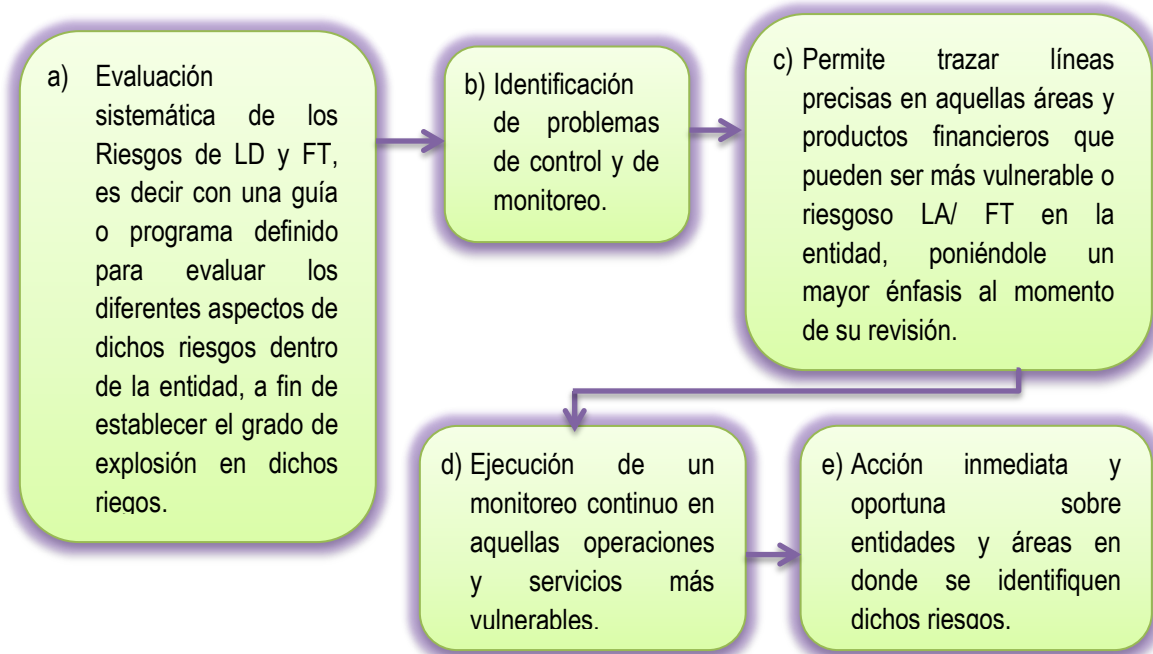 a) Evaluación
sistemática de los
Riesgos de LD y FT,
es decir con una guía
o programa definido
para evaluar los
diferentes aspectos de
dichos riesgos dentro
de la entidad, a fin de
establecer el grado de
explosión en dichos
riegos.
b) Identificación
de problemas
de control y de
monitoreo.
c) Permite trazar líneas
precisas en aquellas áreas y
productos financieros que
pueden ser más vulnerable o
riesgoso LA/ FT en la
entidad, poniéndole un
mayor énfasis al momento
de su revisión.
d) Ejecución de un
monitoreo continuo en
aquellas operaciones
y servicios más
vulnerables.
e) Acción inmediata y
oportuna sobre
entidades y áreas en
donde se identifiquen
dichos riesgos.